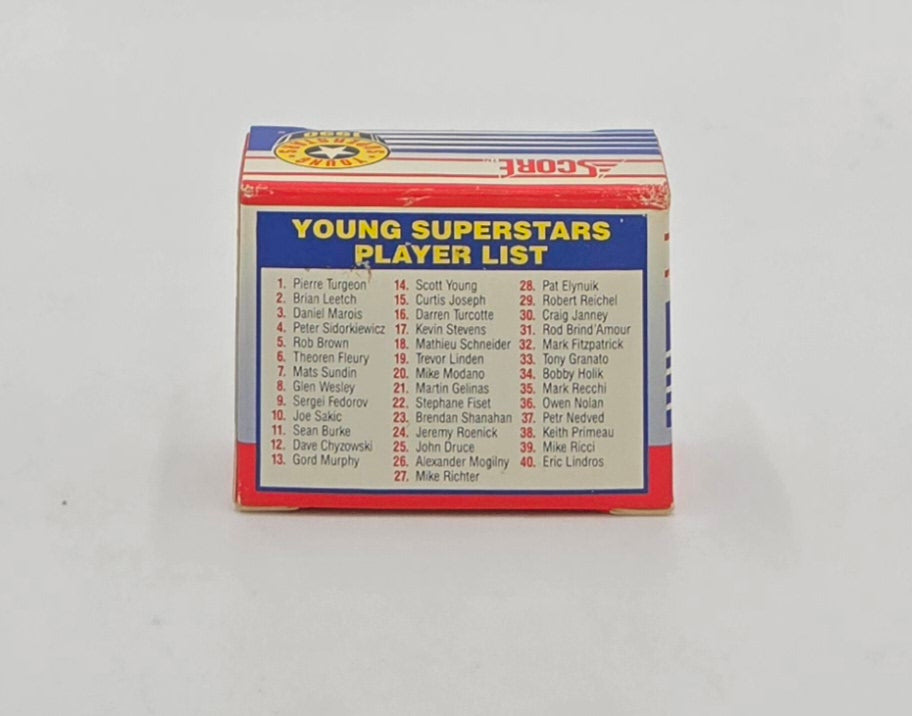 1990
YOUNG SUPERSTARS
SCORE
YOUNG SUPERSTARS
PLAYER LIST
1. Pierre Turgeon
2. Brian Leetch
3. Daniel Marois
4. Peter Sidorkiewicz
5. Rob Brown
6. Theoren Fleury
7. Mats Sundin
8. Glen Wesley
9. Sergei Fedorov
10. Joe Sakic
11. Sean Burke
12. Dave Chyzowski
13. Gord Murphy
14. Scott Young
15. Curtis Joseph
16. Darren Turcotte
17. Kevin Stevens
18. Mathieu Schneider
19. Trevor Linden
20. Mike Modano
21. Martin Gelinas
22. Stephane Fiset
23. Brendan Shanahan
24. Jeremy Roenick
25. John Druce
26. Alexander Mogilny
27. Mike Richter
28. Pat Elynuik
29. Robert Reichel
30. Craig Janney
31. Rod Brind'Amour
32. Mark Fitzpatrick
33. Tony Granato
34. Bobby Holik
35. Mark Recchi
36. Owen Nolan
37. Petr Nedved
38. Keith Primeau
39. Mike Ricci
40. Eric Lindros